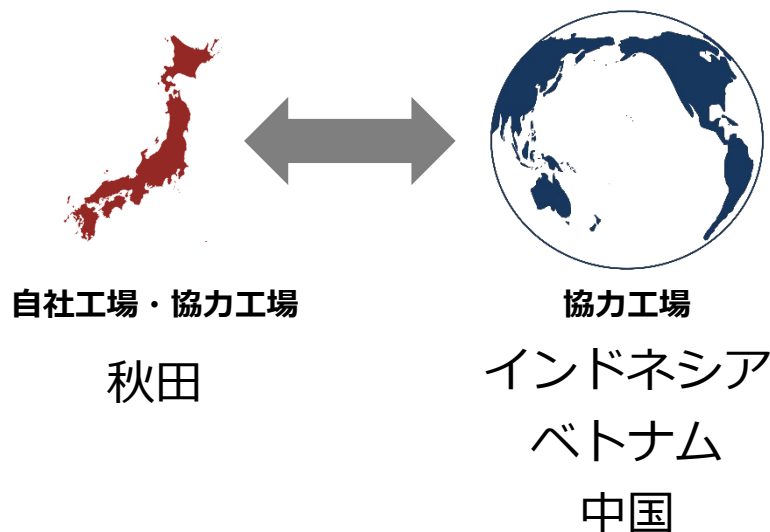 自社工場・協力工場
秋田
協力工場
インドネシア
ベトナム
中国